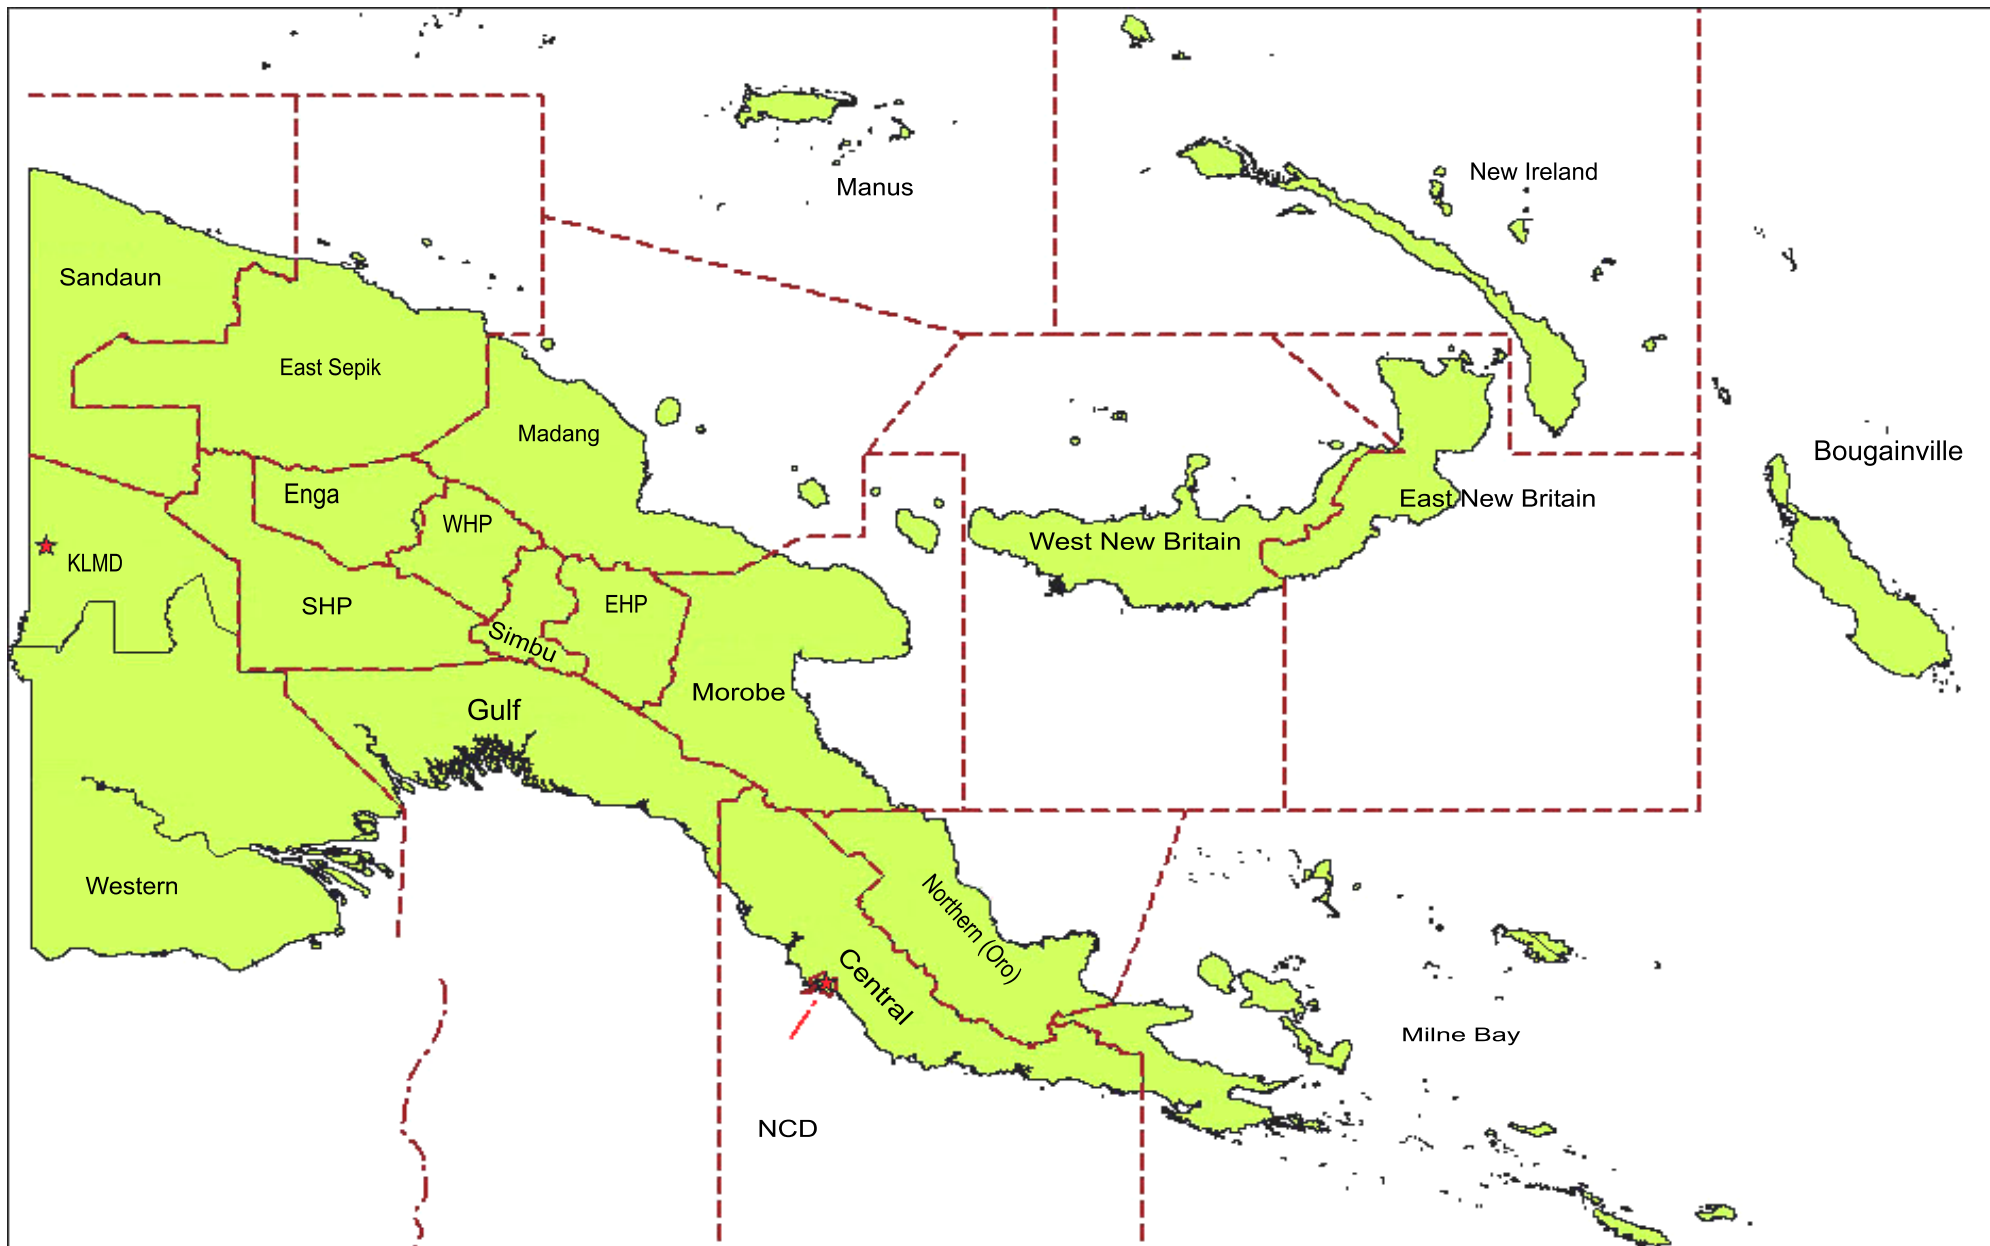 Manus
New Ireland
Sandaun
East Sepik
Madang
Bougainville
Enga
East New Britain
WHP
West New Britain
KLMD
SHP
EHP
Simbu
Morobe
Gulf
Western
Northern (Oro)
Central
Milne Bay
NCD